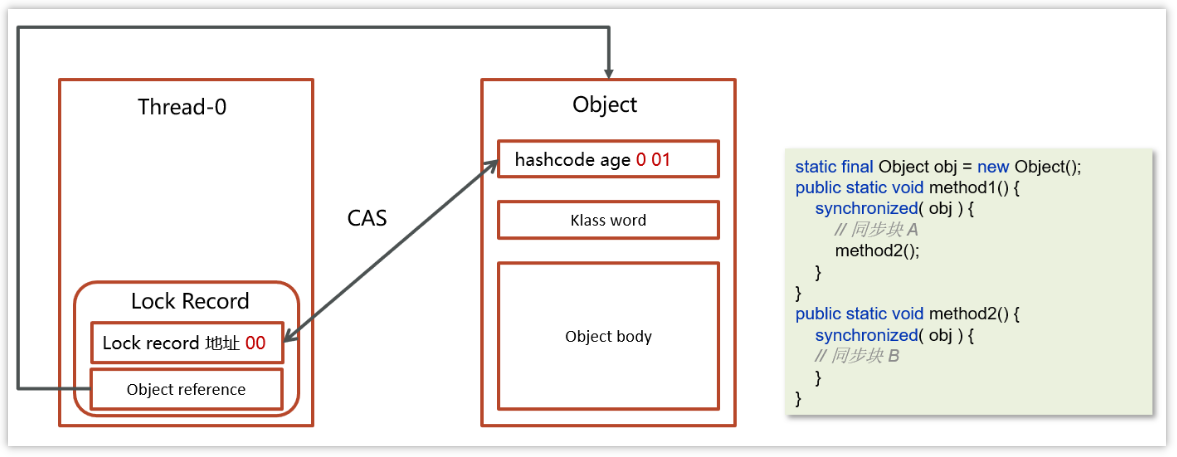 Thread-0
Lock Record
Lock record 地址 00
Object reference
CAS
Object
hashcode age 0 01
Klass word
Object body
static final Object obj = new Object();
public static void method1() {
synchronized( obj ) {
// 同步块 A
method2();
}
}
public static void method2() {
synchronized( obj ) {
// 同步块 B
}
}